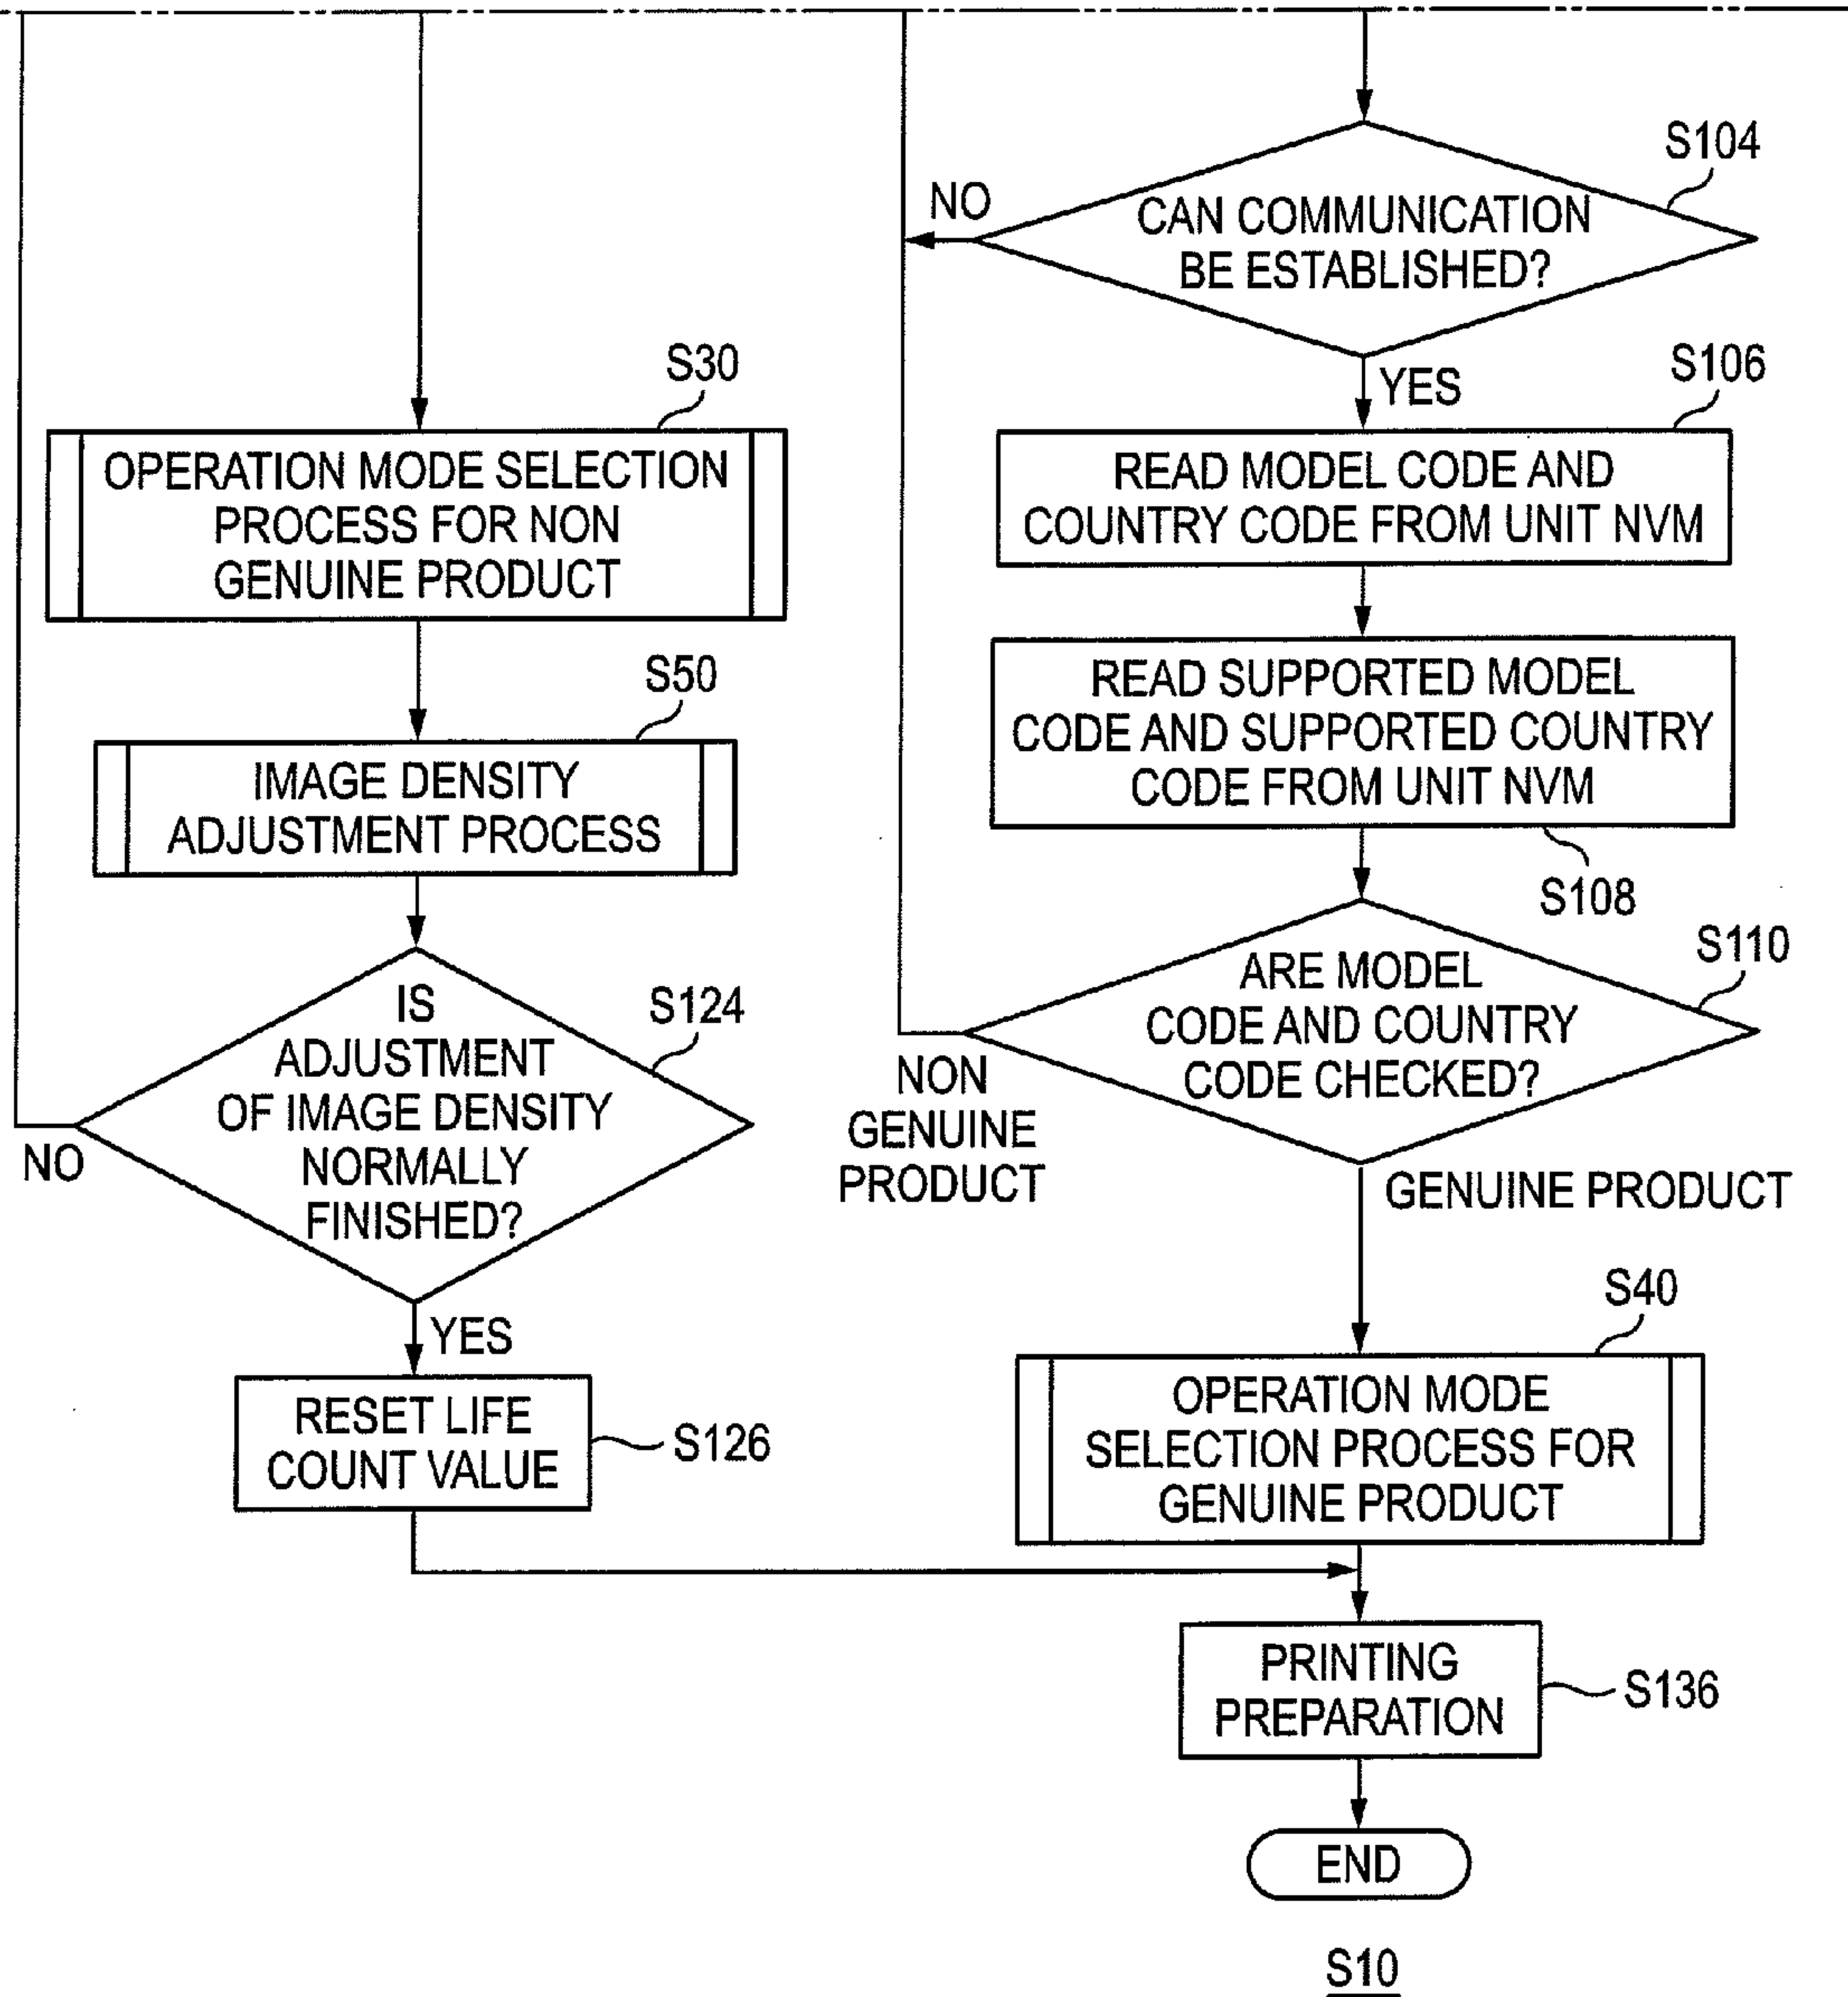 S104
NO
CAN COMMUNICATION
BE ESTABLISHED?
YES
S106
READ MODEL CODE AND
COUNTRY CODE FROM UNIT NVM
READ SUPPORTED MODEL
CODE AND SUPPORTED COUNTRY
CODE FROM UNIT NVM
S108
S110
ARE MODEL
CODE AND COUNTRY
CODE CHECKED?
NON
GENUINE
PRODUCT
GENUINE PRODUCT
S40
OPERATION MODE
SELECTION PROCESS FOR
GENUINE PRODUCT
S30
OPERATION MODE SELECTION
PROCESS FOR NON
GENUINE PRODUCT
S50
IMAGE DENSITY
ADJUSTMENT PROCESS
S124
IS
ADJUSTMENT
OF IMAGE DENSITY
NORMALLY
FINISHED?
NO
YES
RESET LIFE
COUNT VALUE
S126
PRINTING
PREPARATION
S136
END
S10